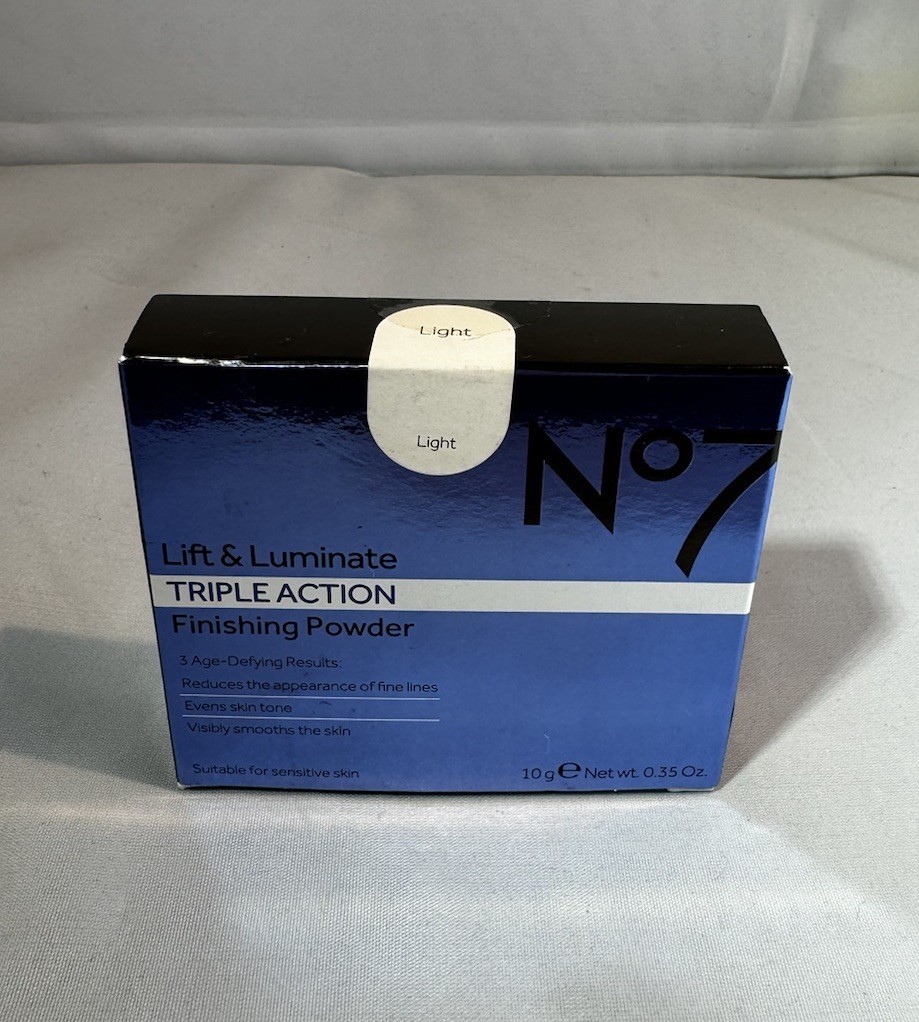 Light
Light
No7
Lift & Luminate
TRIPLE ACTION
Finishing Powder
3 Age-Defying Results:
Reduces the appearance of fine lines
Evens skin tone
Visibly smooths the skin
Suitable for sensitive skin
10 g e Net wt. 0.35 Oz.